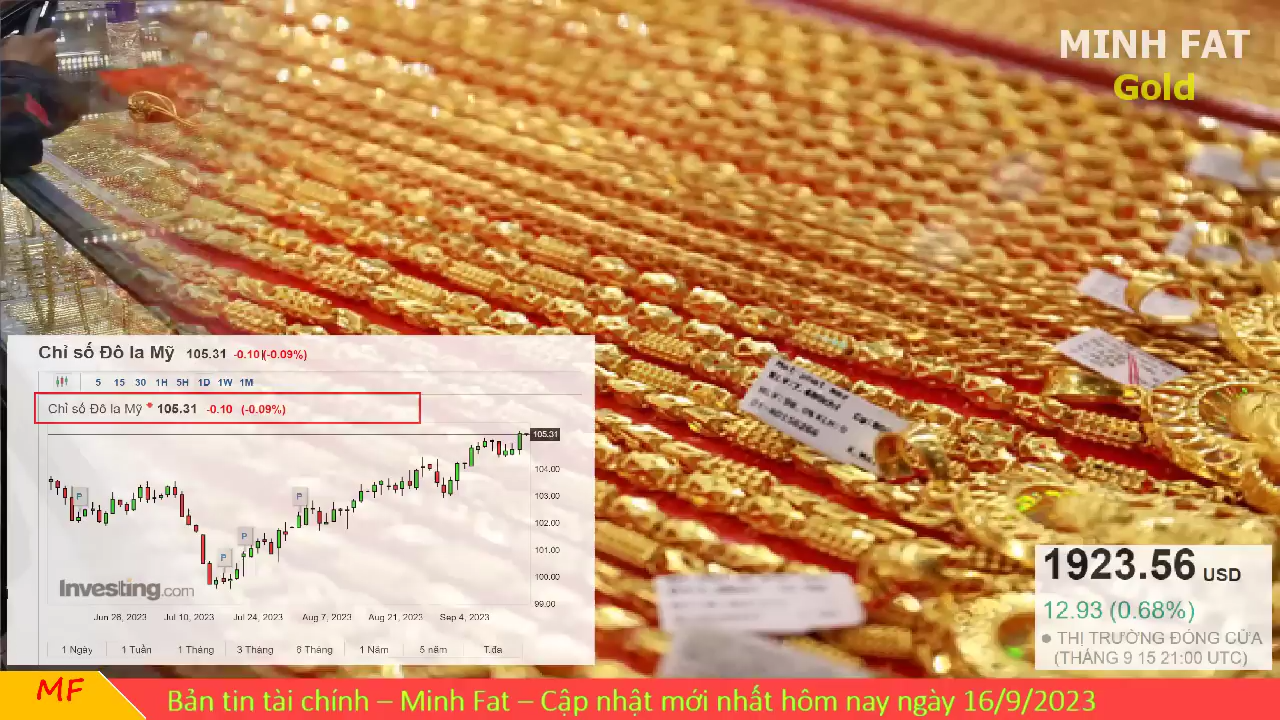 MINH FAT
Gold
Chỉ số Đô la Mỹ 105.31 -0.10 (-0.09%)
5 15 30 1H 5H 1D 1W 1M
Chỉ số Đô la Mỹ 105.31 -0.10 (-0.09%)
105.31
104.00
103.00
102.00
101.00
100.00
99.00
P
P
P
P
Investing.com
Jun 26, 2023 Jul 10, 2023 Jul 24, 2023 Aug 7, 2023 Aug 21, 2023 Sep 4, 2023
1 Ngày 1 Tuần 1 Tháng 3 Tháng 6 Tháng 1 Năm 5 năm T.đa
1923.56 USD
12.93 (0.68%)
THỊ TRƯỜNG ĐÓNG CỬA
(THÁNG 9 15 21:00 UTC)
MF
Bản tin tài chính – Minh Fat – Cập nhật mới nhất hôm nay ngày 16/9/2023